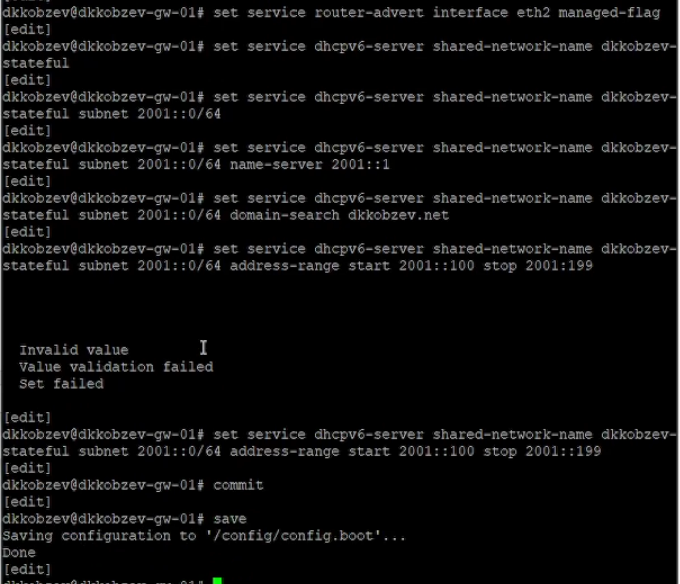 dkkobzev@dkkobzev-gw-01# set service router-advert interface eth2 managed-flag
[edit]
dkkobzev@dkkobzev-gw-01# set service dhcpv6-server shared-network-name dkkobzev-
stateful
[edit]
dkkobzev@dkkobzev-gw-01# set service dhcpv6-server shared-network-name dkkobzev-
stateful subnet 2001::0/64
[edit]
dkkobzev@dkkobzev-gw-01# set service dhcpv6-server shared-network-name dkkobzev-
stateful subnet 2001::0/64 name-server 2001::1
[edit]
dkkobzev@dkkobzev-gw-01# set service dhcpv6-server shared-network-name dkkobzev-
stateful subnet 2001::0/64 domain-search dkkobzev.net
[edit]
dkkobzev@dkkobzev-gw-01# set service dhcpv6-server shared-network-name dkkobzev-
stateful subnet 2001::0/64 address-range start 2001::100 stop 2001:199
Invalid value
Value validation failed
Set failed
[edit]
dkkobzev@dkkobzev-gw-01# set service dhcpv6-server shared-network-name dkkobzev-
stateful subnet 2001::0/64 address-range start 2001::100 stop 2001::199
[edit]
dkkobzev@dkkobzev-gw-01# commit
[edit]
dkkobzev@dkkobzev-gw-01# save
Saving configuration to '/config/config.boot'...
Done
[edit]